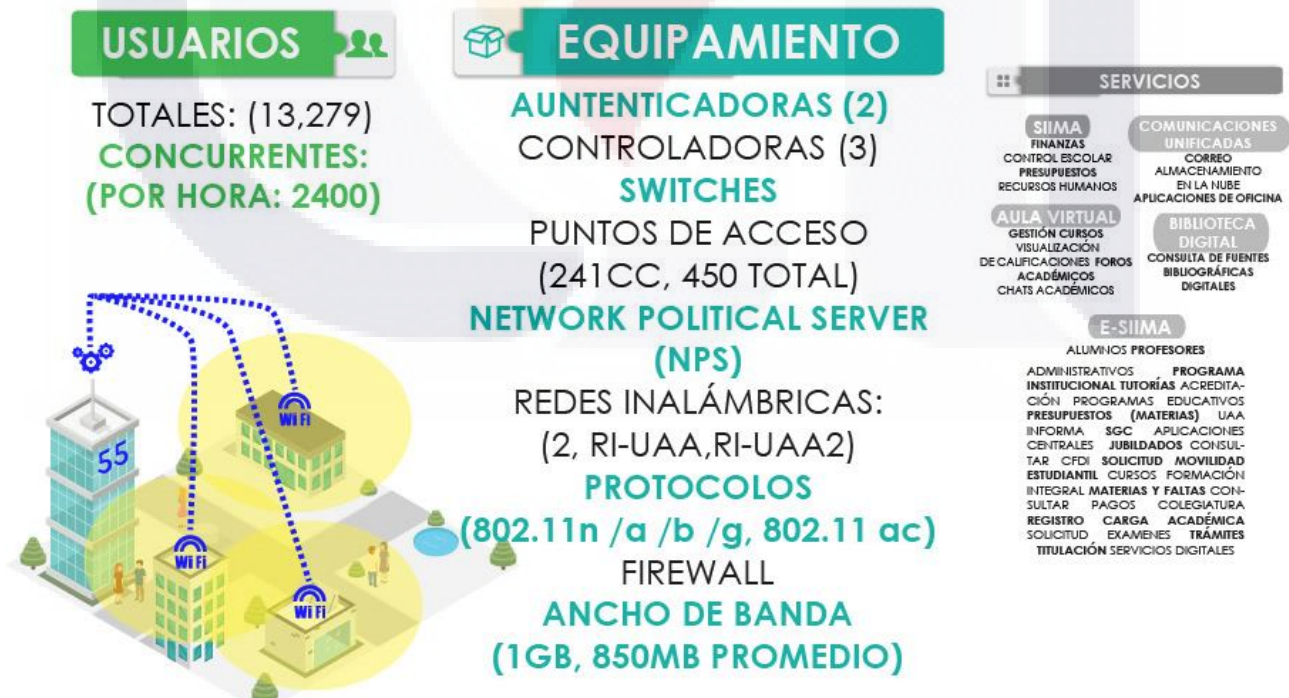 USUARIOS
TOTALES: (13,279)
CONCURRENTES:
(POR HORA: 2400)
55
Wi Fi
Wi Fi
Wi Fi
EQUIPAMIENTO
AUNTENTICADORAS (2)
CONTROLADORAS (3)
SWITCHES
PUNTOS DE ACCESO
(241CC, 450 TOTAL)
NETWORK POLITICAL SERVER
(NPS)
REDES INALÁMBRICAS:
(2, RI-UAA,RI-UAA2)
PROTOCOLOS
(802.11n /a /b /g, 802.11 ac)
FIREWALL
ANCHO DE BANDA
(1GB, 850MB PROMEDIO)
SERVICIOS
SIIMA
FINANZAS
CONTROL ESCOLAR
PRESUPUESTOS
RECURSOS HUMANOS
COMUNICACIONES
UNIFICADAS
CORREO
ALMACENAMIENTO
EN LA NUBE
APLICACIONES DE OFICINA
AULA VIRTUAL
GESTIÓN CURSOS
VISUALIZACIÓN
DE CALIFICACIONES FOROS
ACADÉMICOS
CHATS ACADÉMICOS
BIBLIOTECA
DIGITAL
CONSULTA DE FUENTES
BIBLIOGRÁFICAS
DIGITALES
E-SIIMA
ALUMNOS PROFESORES
ADMINISTRATIVOS PROGRAMA
INSTITUCIONAL TUTORÍAS ACREDITA-
CIÓN PROGRAMAS EDUCATIVOS
PRESUPUESTOS (MATERIAS) UAA
INFORMA SGC APLICACIONES
CENTRALES JUBILDADOS CONSUL-
TAR CFDI SOLICITUD MOVILIDAD
ESTUDIANTIL CURSOS FORMACIÓN
INTEGRAL MATERIAS Y FALTAS CON-
SULTAR PAGOS COLEGIATURA
REGISTRO CARGA ACADÉMICA
SOLICITUD EXAMENES TRÁMITES
TITULACIÓN SERVICIOS DIGITALES